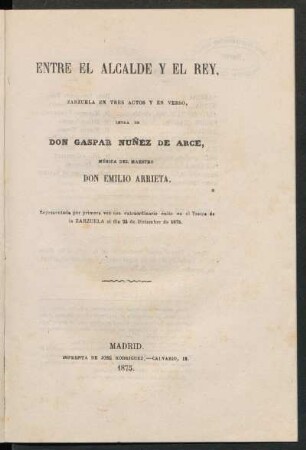 ENTRE EL ALCALDE Y EL REY,
ZARZUELA EN TRES ACTOS Y EN VERSO,
LETRA DE
DON GASPAR NUÑEZ DE ARCE,
MÚSICA DEL MAESTRO
DON EMILIO ARRIETA.
Representada por primera vez con extraordinario éxito en el Teatro de
la ZARZUELA el dia 21 de Diciembre de 1875.
MADRID.
IMPRENTA DE JOSÉ RODRIGUEZ.—CALVARIO, 18.
1875.